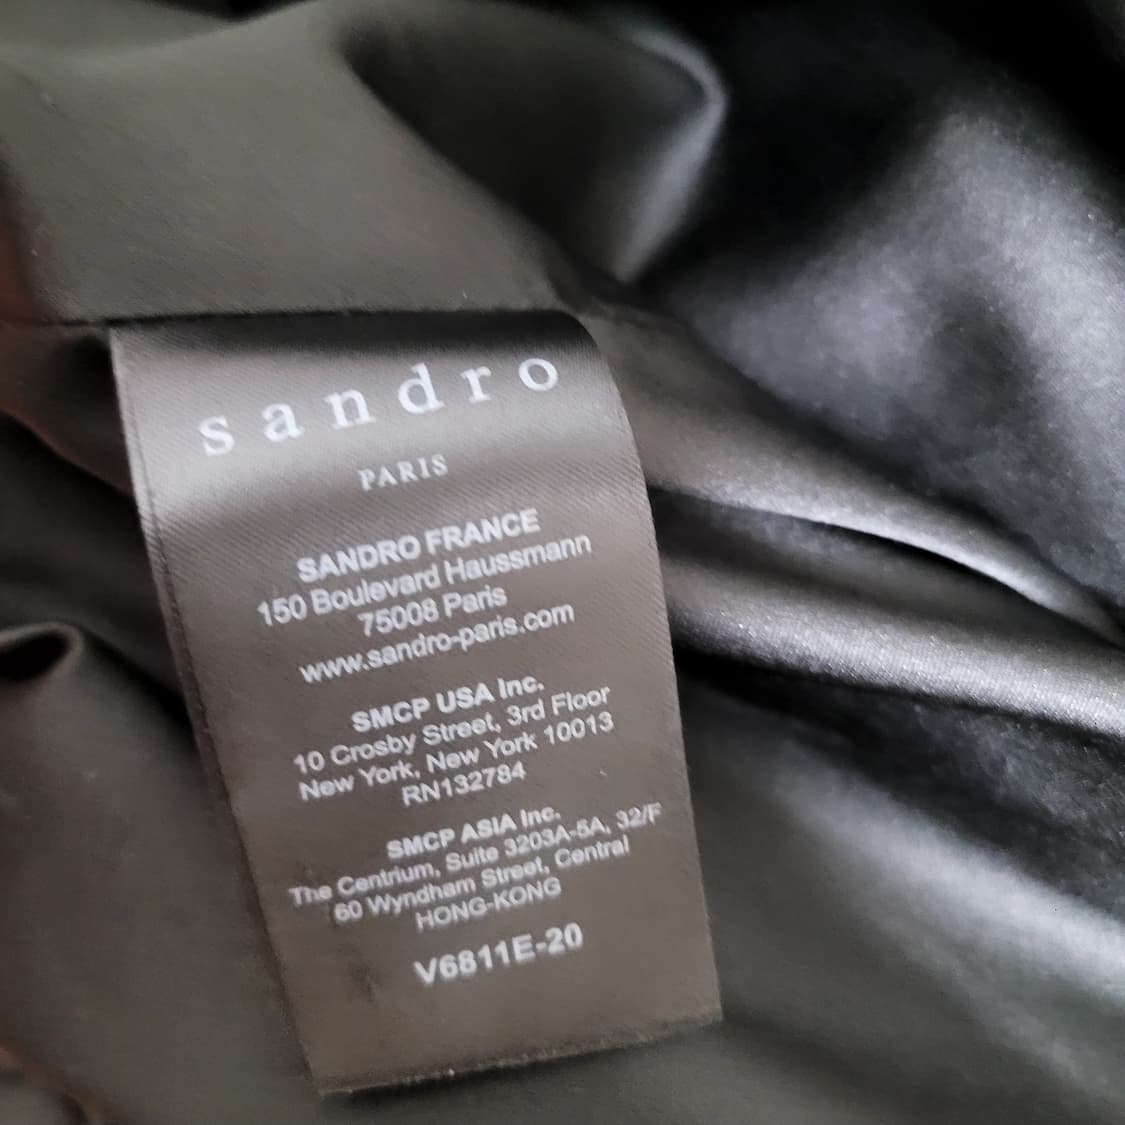 sandro
PARIS
SANDRO FRANCE
150 Boulevard Haussmann
75008 Paris
www.sandro-paris.com
SMCP USA Inc.
10 Crosby Street, 3rd Floor
New York, New York 10013
RN132784
SMCP ASIA Inc.
The Centrium, Suite 3203A-5A, 32/F
60 Wyndham Street, Central
HONG-KONG
V6811E-20